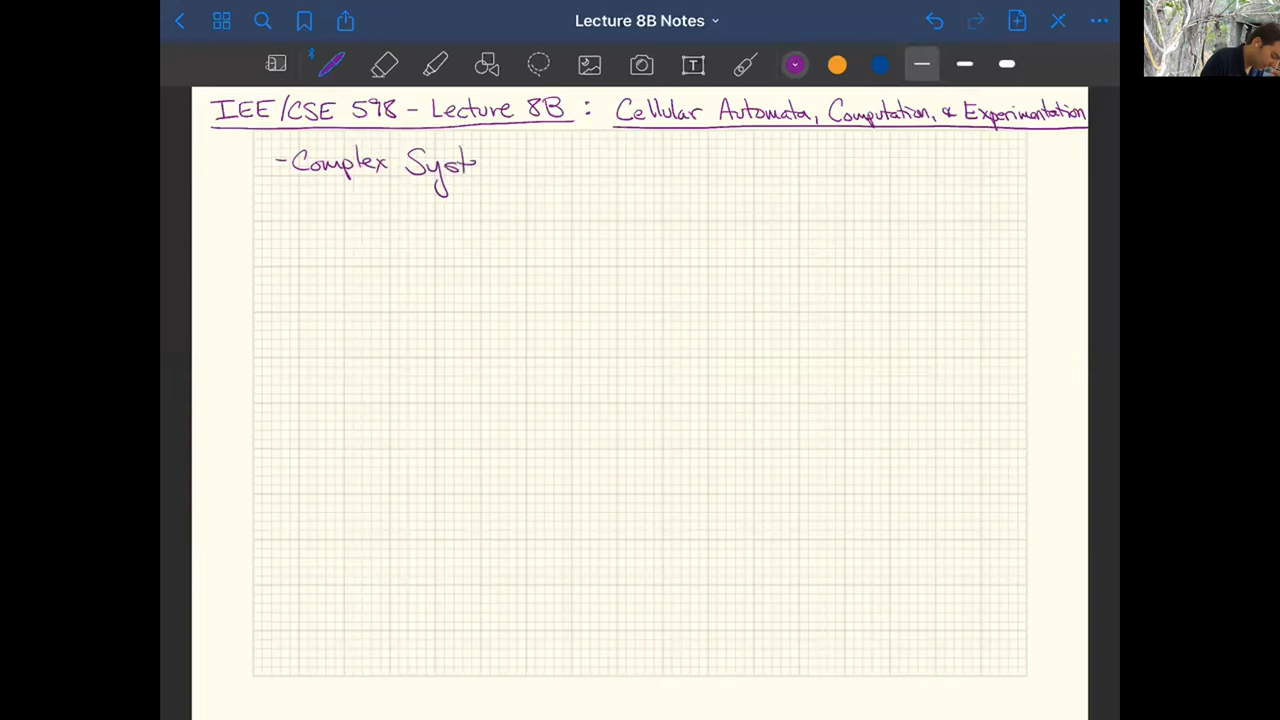 Lecture 8B Notes
IEE/CSE 598 - Lecture 8B : Cellular Automata, Computation, & Experimentation
- Complex Syst